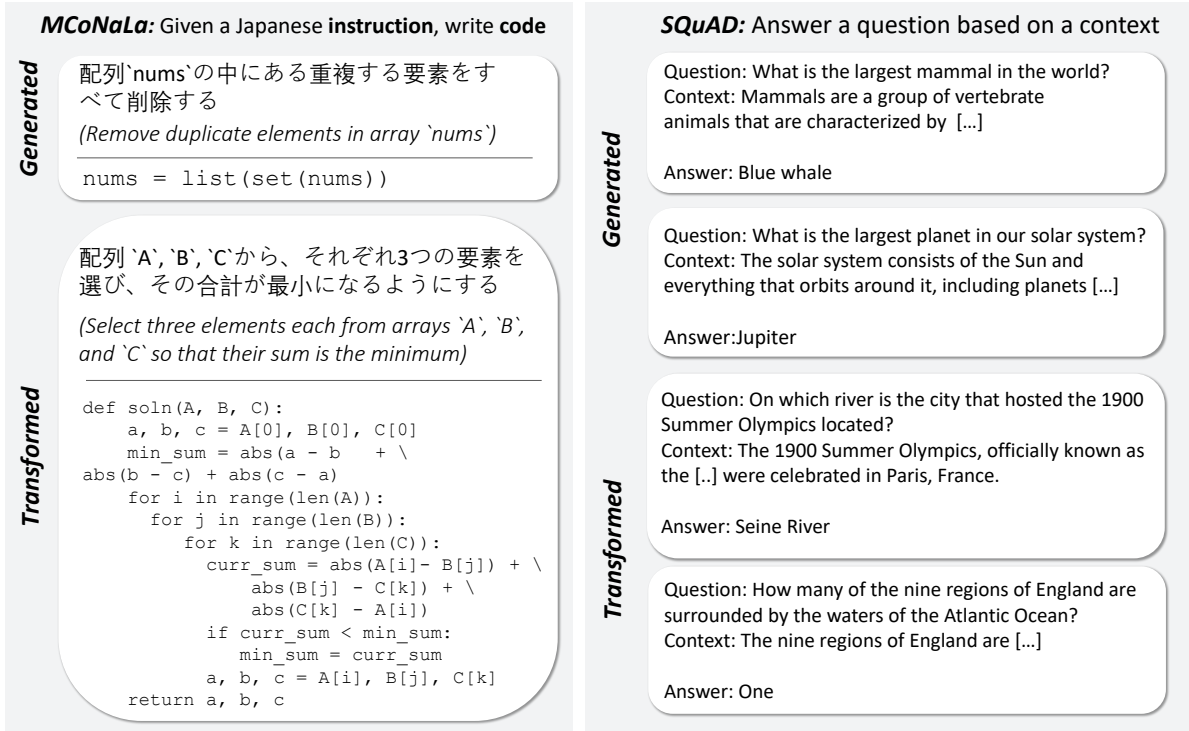 MCoNaLa: Given a Japanese instruction, write code
Generated
配列`nums`の中にある重複する要素をす
べて削除する
(Remove duplicate elements in array `nums`)
nums = list(set(nums))
Transformed
配列 `A`, `B`, `C`から、それぞれ3つの要素を
選び、その合計が最小になるようにする
(Select three elements each from arrays `A`, `B`,
and `C` so that their sum is the minimum)
def soln(A, B, C):
    a, b, c = A[0], B[0], C[0]
    min_sum = abs(a - b   + \
abs(b - c) + abs(c - a)
    for i in range(len(A)):
      for j in range(len(B)):
        for k in range(len(C)):
          curr_sum = abs(A[i]- B[j]) + \
              abs(B[j] - C[k]) + \
              abs(C[k] - A[i])
          if curr_sum < min_sum:
             min_sum = curr_sum
          a, b, c = A[i], B[j], C[k]
    return a, b, c
SQuAD: Answer a question based on a context
Generated
Question: What is the largest mammal in the world?
Context: Mammals are a group of vertebrate
animals that are characterized by  […]
Answer: Blue whale
Question: What is the largest planet in our solar system?
Context: The solar system consists of the Sun and
everything that orbits around it, including planets […]
Answer:Jupiter
Transformed
Question: On which river is the city that hosted the 1900
Summer Olympics located?
Context: The 1900 Summer Olympics, officially known as
the [..] were celebrated in Paris, France.
Answer: Seine River
Question: How many of the nine regions of England are
surrounded by the waters of the Atlantic Ocean?
Context: The nine regions of England are […]
Answer: One